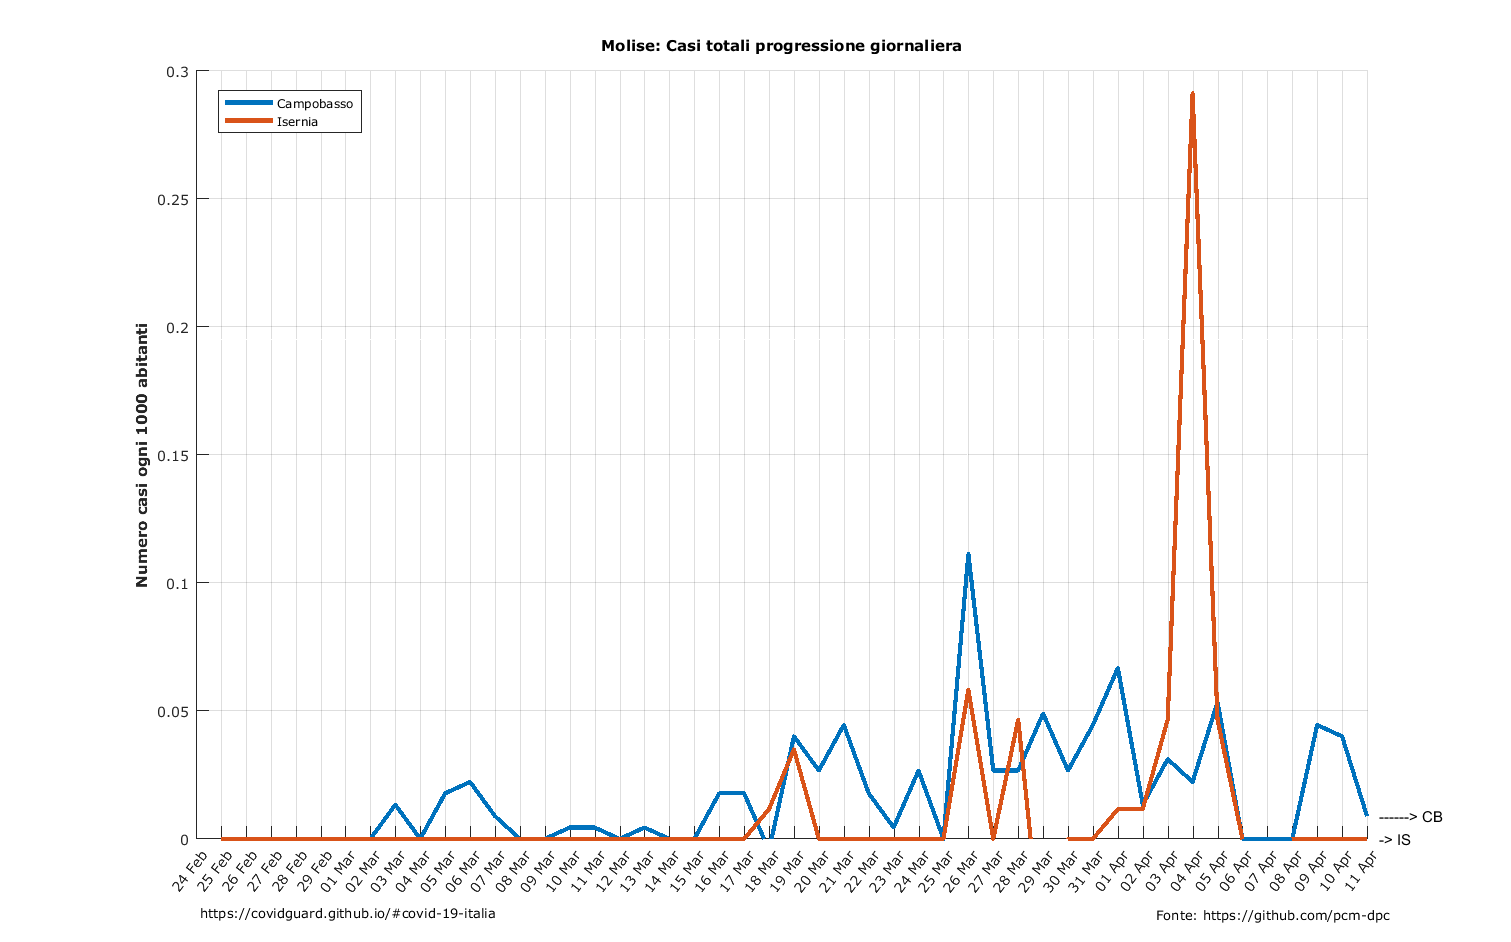 Molise: Casi totali progressione giornaliera
Campobasso
Isernia
Numero casi ogni 1000 abitanti
0.3
0.25
0.2
0.15
0.1
0.05
0
24 Feb
25 Feb
26 Feb
27 Feb
28 Feb
29 Feb
01 Mar
02 Mar
03 Mar
04 Mar
05 Mar
06 Mar
07 Mar
08 Mar
09 Mar
10 Mar
11 Mar
12 Mar
13 Mar
14 Mar
15 Mar
16 Mar
17 Mar
18 Mar
19 Mar
20 Mar
21 Mar
22 Mar
23 Mar
24 Mar
25 Mar
26 Mar
27 Mar
28 Mar
29 Mar
30 Mar
31 Mar
01 Apr
02 Apr
03 Apr
04 Apr
05 Apr
06 Apr
07 Apr
08 Apr
09 Apr
10 Apr
11 Apr
------> CB
-> IS
https://covidguard.github.io/#covid-19-italia
Fonte: https://github.com/pcm-dpc